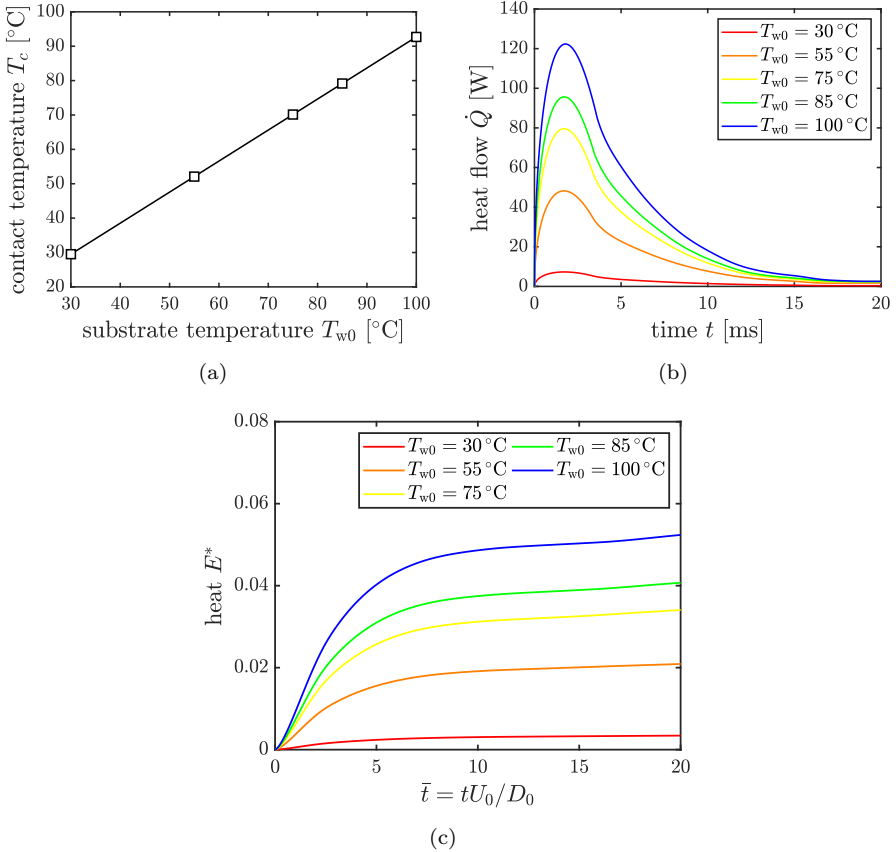 100
90
80
70
60
50
40
30
20
30 40 50 60 70 80 90 100
contact temperature T_c [°C]
substrate temperature T_w0 [°C]
(a)
140
120
100
80
60
40
20
0
0 5 10 15 20
heat flow Q̇ [W]
time t [ms]
T_w0 = 30 °C
T_w0 = 55 °C
T_w0 = 75 °C
T_w0 = 85 °C
T_w0 = 100 °C
(b)
0.08
0.06
0.04
0.02
0
0 5 10 15 20
heat E*
t̄ = tU_0/D_0
T_w0 = 30 °C T_w0 = 85 °C
T_w0 = 55 °C T_w0 = 100 °C
T_w0 = 75 °C
(c)